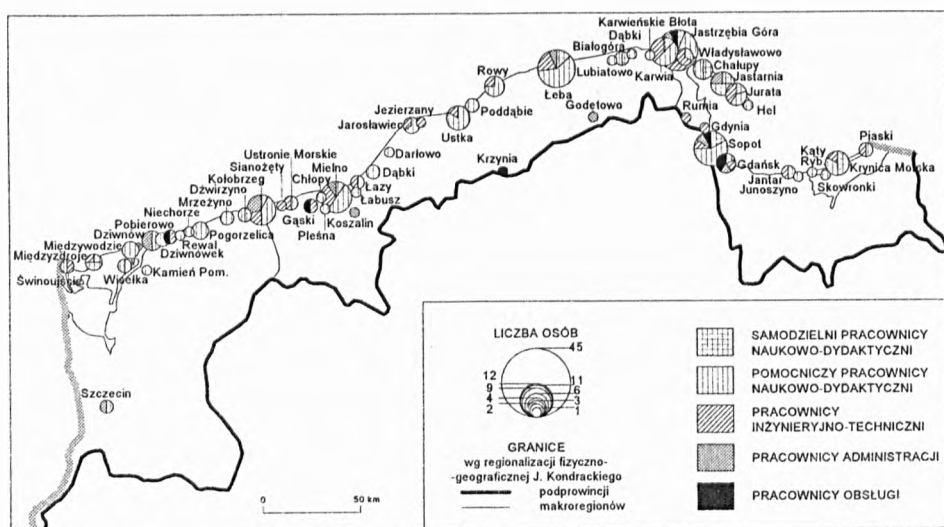 Karwieńskie Błota
Dąbki
Jastrzębia Góra
Białogóra
Władysławowo
Chałupy
Lubiatowo
Jastarnia
Karwia
Rowy
Jurata
Łeba
Hel
Jezierzany
Poddąbie
Godętowo
Rumia
Jarosławiec
Ustka
Gdynia
Piaski
Sopot
Kąty
Ryb.
Ustronie Morskie
Mielno
Darłowo
Krzynia
Gdańsk
Sianożęty
Chłopy
Dąbki
Jantar
Krynica Morska
Kołobrzeg
Junoszyno
Skowronki
Dźwirzyno
Łazy
Mrzeżyno
Łabusz
Niechorze
Gąski
Koszalin
Pobierowo
Pogorzelica
Pleśna
Dziwnów
Rewal
Międzywodzie
Dziwnówek
Międzyzdroje
Kamień Pom.
Świnoujście
Wisełka
Szczecin
0 50 km
LICZBA OSÓB
45
12 11
9 6
4 3
2 1
GRANICE
wg regionalizacji fizyczno-
-geograficznej J. Kondrackiego
podprowincji
makroregionów
SAMODZIELNI PRACOWNICY
NAUKOWO-DYDAKTYCZNI
POMOCNICZY PRACOWNICY
NAUKOWO-DYDAKTYCZNI
PRACOWNICY
INŻYNIERYJNO-TECHNICZNI
PRACOWNICY ADMINISTRACJI
PRACOWNICY OBSŁUGI